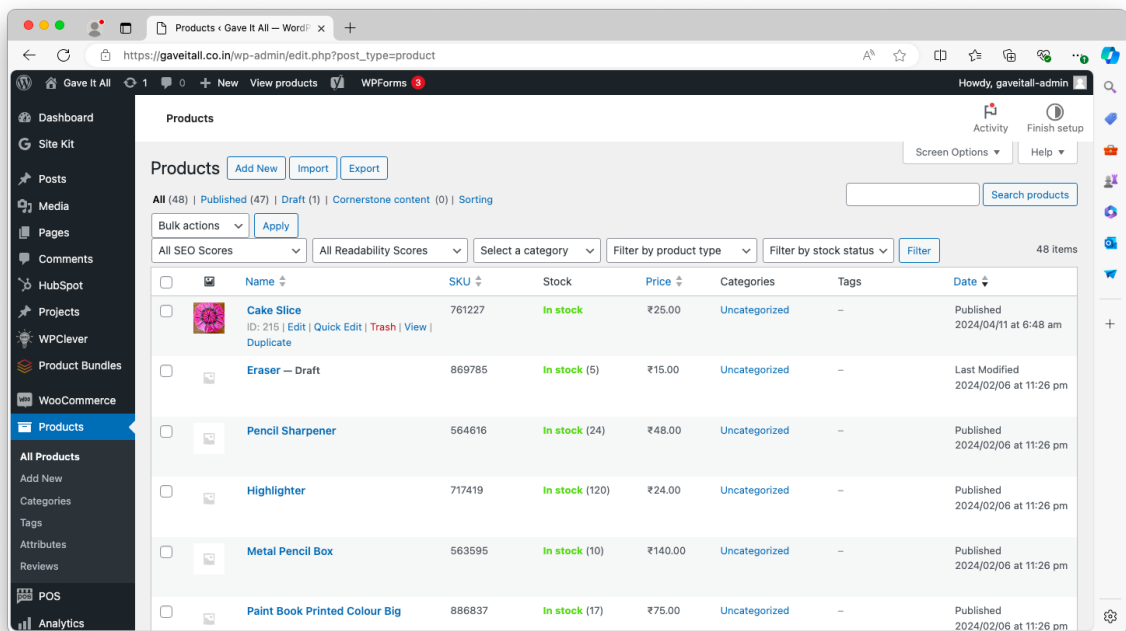 Products ‹ Gave It All — WordP
https://gaveitall.co.in/wp-admin/edit.php?post_type=product
Gave It All 1 0 New View products WPForms 3 Howdy, gaveitall-admin
Dashboard
Site Kit
Posts
Media
Pages
Comments
HubSpot
Projects
WPClever
Product Bundles
WooCommerce
Products
All Products
Add New
Categories
Tags
Attributes
Reviews
POS
Analytics
Products
Activity
Finish setup
Screen Options ▼ Help ▼
Products Add New Import Export
All (48) | Published (47) | Draft (1) | Cornerstone content (0) | Sorting
Search products
Bulk actions Apply
All SEO Scores All Readability Scores Select a category Filter by product type Filter by stock status Filter 48 items
Name SKU Stock Price Categories Tags Date
Cake Slice 761227 In stock ₹25.00 Uncategorized – Published
ID: 215 | Edit | Quick Edit | Trash | View | 2024/04/11 at 6:48 am
Duplicate
Eraser — Draft 869785 In stock (5) ₹15.00 Uncategorized – Last Modified
2024/02/06 at 11:26 pm
Pencil Sharpener 564616 In stock (24) ₹48.00 Uncategorized – Published
2024/02/06 at 11:26 pm
Highlighter 717419 In stock (120) ₹24.00 Uncategorized – Published
2024/02/06 at 11:26 pm
Metal Pencil Box 563595 In stock (10) ₹140.00 Uncategorized – Published
2024/02/06 at 11:26 pm
Paint Book Printed Colour Big 886837 In stock (17) ₹75.00 Uncategorized – Published
2024/02/06 at 11:26 pm